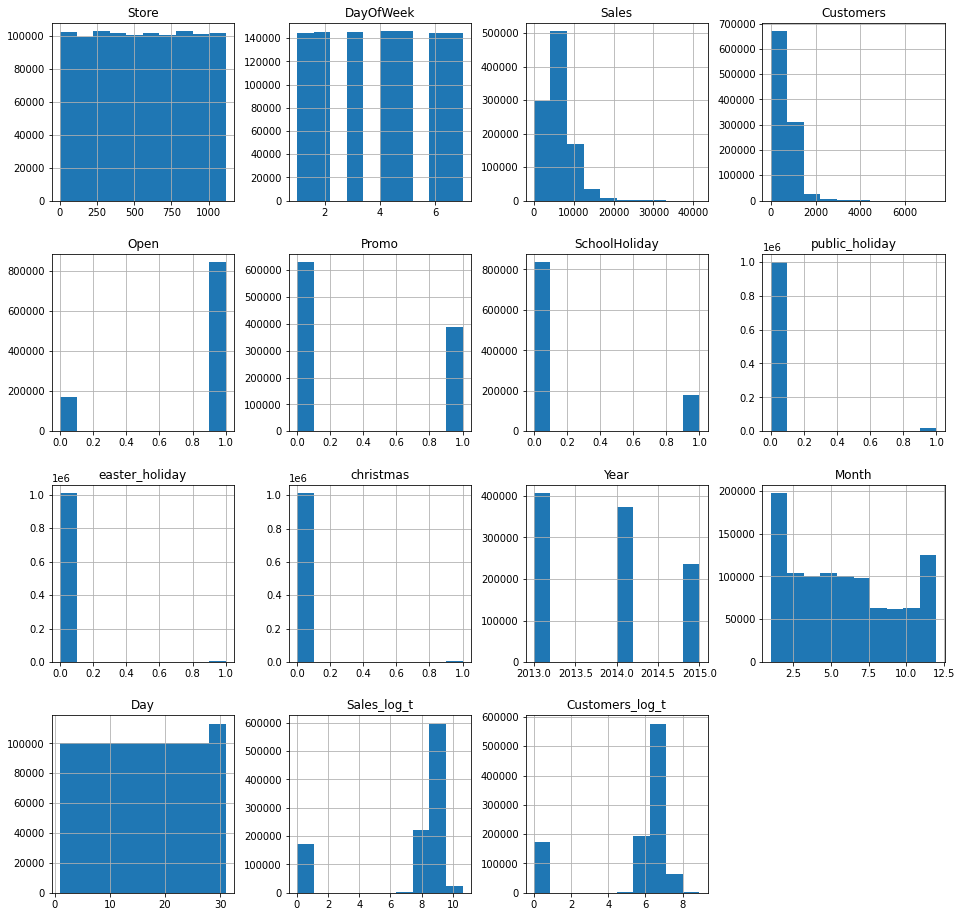 Store DayOfWeek Sales Customers
100000 80000 60000 40000 20000 0
0 250 500 750 1000
140000 120000 100000 80000 60000 40000 20000 0
2 4 6
500000 400000 300000 200000 100000 0
0 10000 20000 30000 40000
700000 600000 500000 400000 300000 200000 100000 0
0 2000 4000 6000
Open Promo SchoolHoliday public_holiday
800000 600000 400000 200000 0
0.0 0.2 0.4 0.6 0.8 1.0
600000 500000 400000 300000 200000 100000 0
0.0 0.2 0.4 0.6 0.8 1.0
800000 700000 600000 500000 400000 300000 200000 100000 0
0.0 0.2 0.4 0.6 0.8 1.0
1e6
1.0 0.8 0.6 0.4 0.2 0.0
0.0 0.2 0.4 0.6 0.8 1.0
easter_holiday christmas Year Month
1e6
1.0 0.8 0.6 0.4 0.2 0.0
0.0 0.2 0.4 0.6 0.8 1.0
1e6
1.0 0.8 0.6 0.4 0.2 0.0
0.0 0.2 0.4 0.6 0.8 1.0
400000 300000 200000 100000 0
2013.0 2013.5 2014.0 2014.5 2015.0
200000 150000 100000 50000 0
2.5 5.0 7.5 10.0 12.5
Day Sales_log_t Customers_log_t
100000 80000 60000 40000 20000 0
0 10 20 30
600000 500000 400000 300000 200000 100000 0
0 2 4 6 8 10
600000 500000 400000 300000 200000 100000 0
0 2 4 6 8